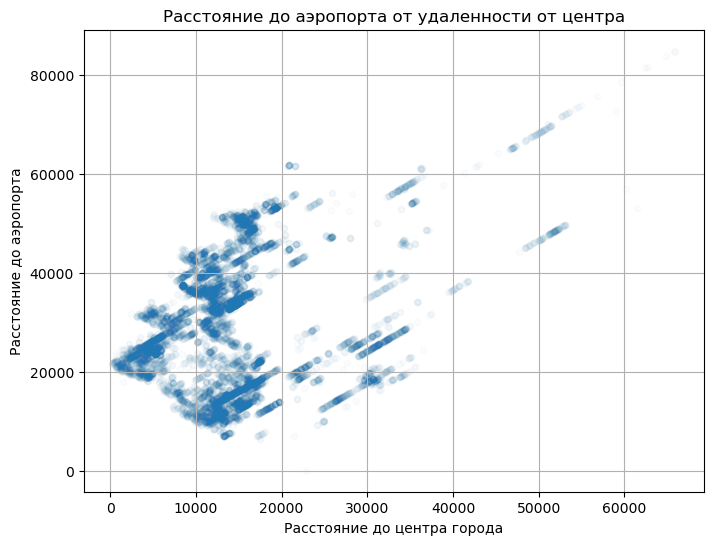 Расстояние до аэропорта от удаленности от центра
80000
60000
40000
20000
0
Расстояние до аэропорта
0 10000 20000 30000 40000 50000 60000
Расстояние до центра города